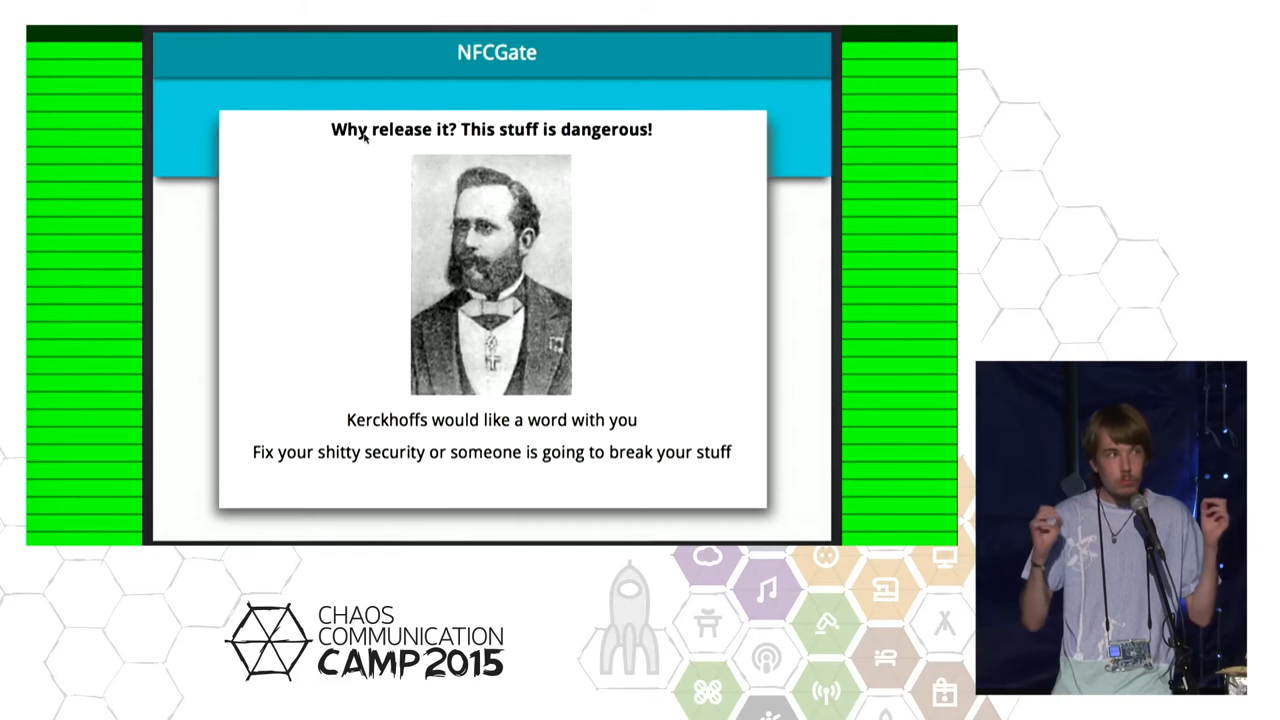 NFCGate
Why release it? This stuff is dangerous!
Kerckhoffs would like a word with you
Fix your shitty security or someone is going to break your stuff
CHAOS
COMMUNICATION
CAMP 2015